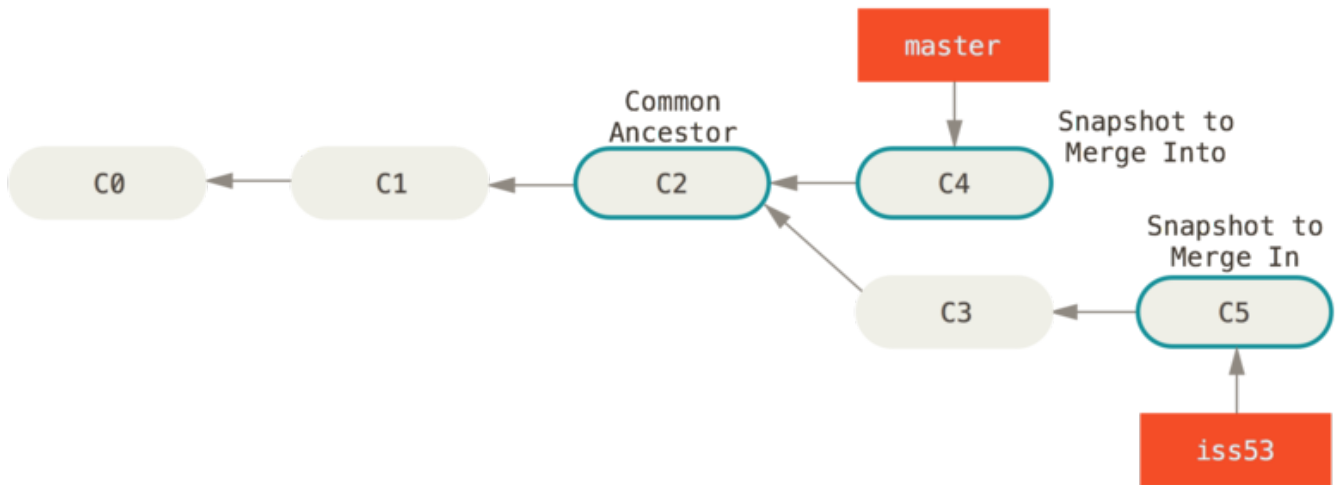 master
Common
Ancestor
Snapshot to
Merge Into
C0
C1
C2
C4
Snapshot to
Merge In
C3
C5
iss53